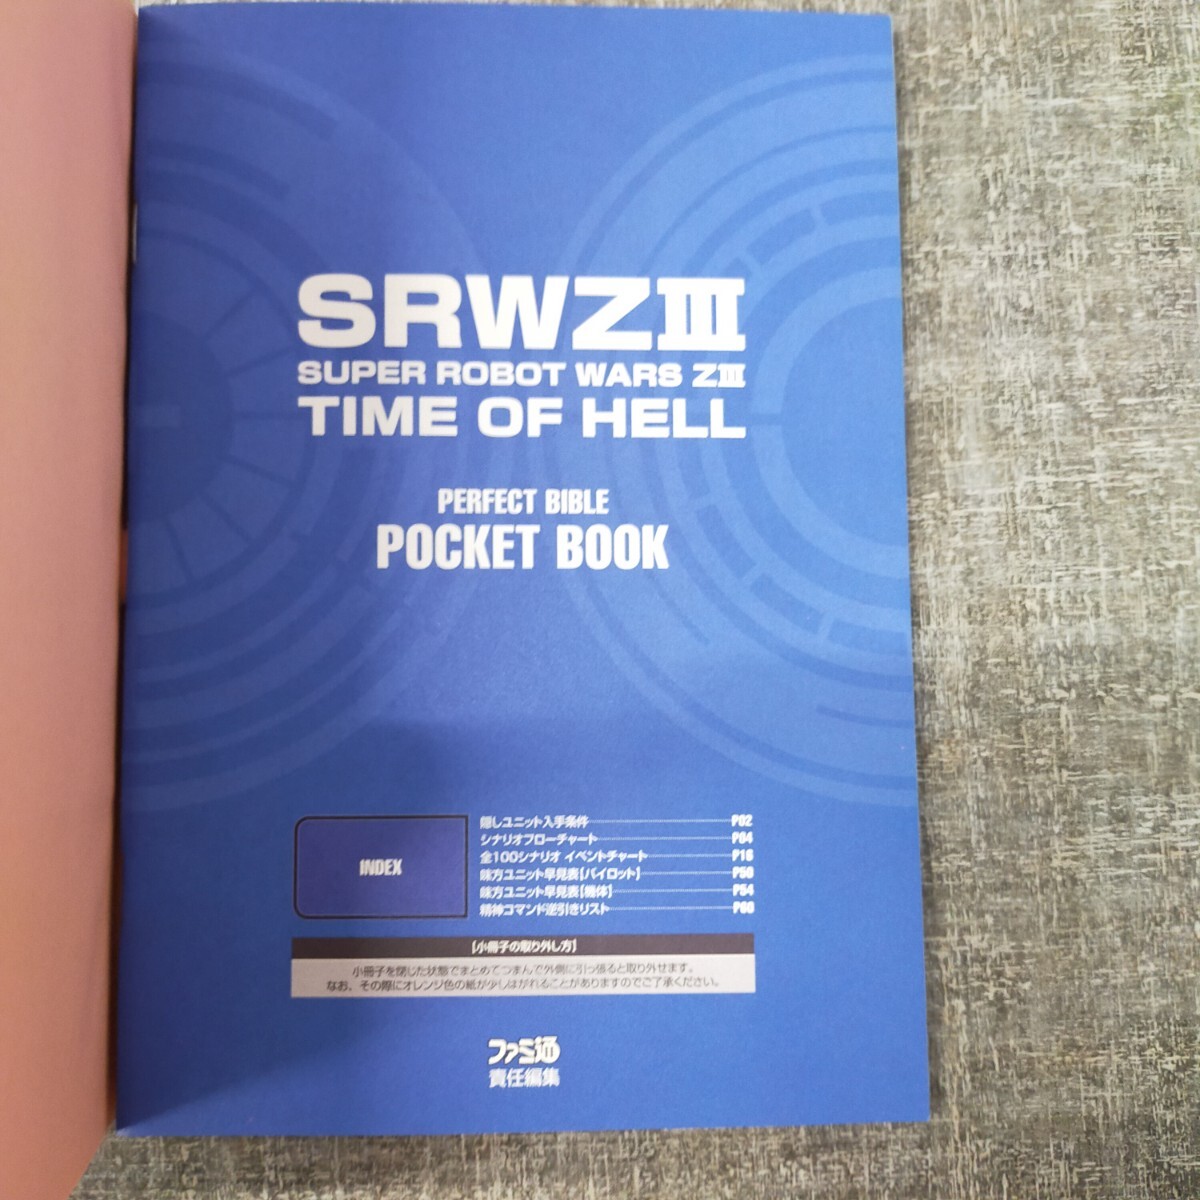 SRWZⅢ
SUPER ROBOT WARS ZⅢ
TIME OF HELL
PERFECT BIBLE
POCKET BOOK
INDEX
隠しユニット入手条件 P02
シナリオフローチャート P04
全100シナリオ イベントチャート P16
味方ユニット早見表【パイロット】 P50
味方ユニット早見表【機体】 P54
精神コマンド逆引きリスト P60
【小冊子の取り外し方】
小冊子を閉じた状態でまとめてつまんで外側に引っ張ると取り外せます。
なお、その際にオレンジ色の紙が少しはがれることがありますのでご了承ください。
ファミ通
責任編集